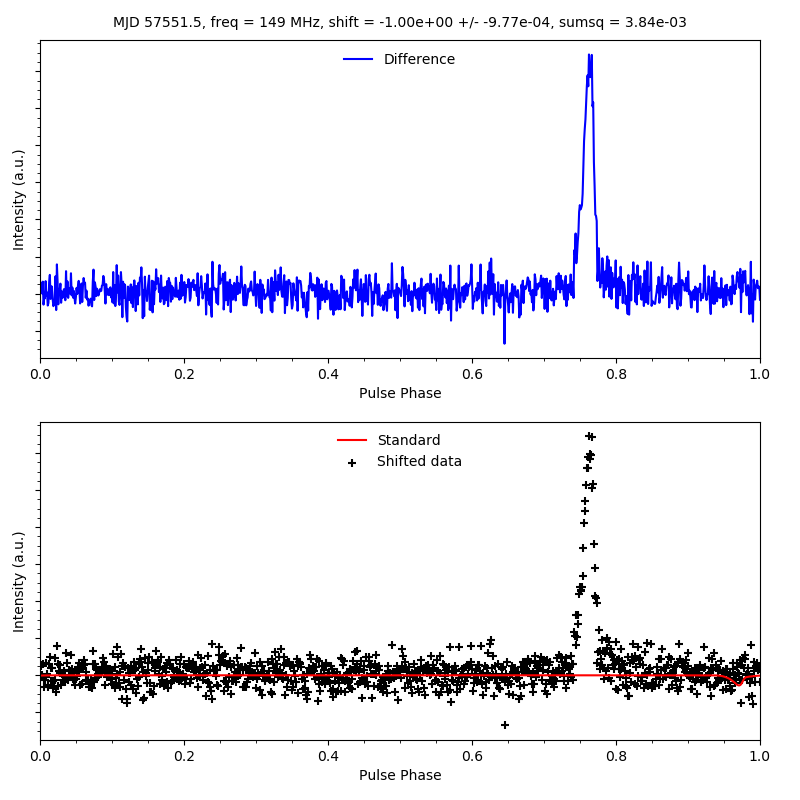 MJD 57551.5, freq = 149 MHz, shift = -1.00e+00 +/- -9.77e-04, sumsq = 3.84e-03
Difference
Intensity (a.u.)
0.0 0.2 0.4 0.6 0.8 1.0
Pulse Phase
Standard
Shifted data
Intensity (a.u.)
0.0 0.2 0.4 0.6 0.8 1.0
Pulse Phase